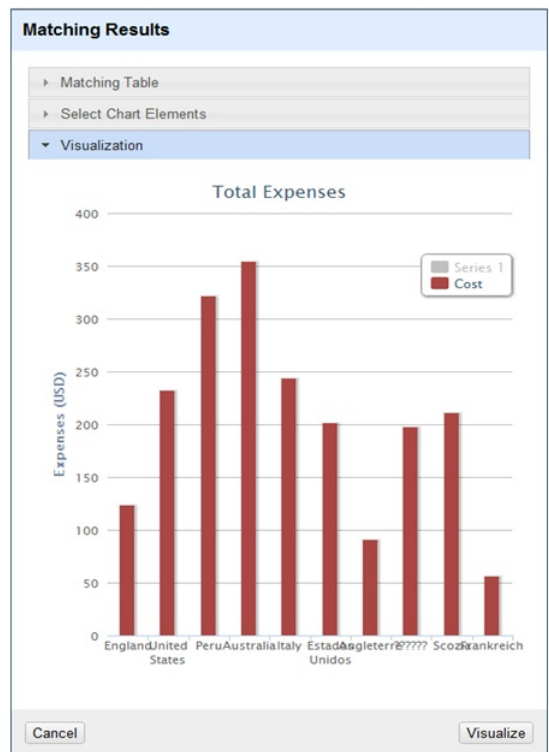 Matching Results
Matching Table
Select Chart Elements
Visualization
Total Expenses
400
350
300
250
200
150
100
50
0
Expenses (USD)
Series 1
Cost
England
United
States
Peru
Australia
Italy
Estados
Unidos
Angleterre
??????
Scozia
Frankreich
Cancel
Visualize